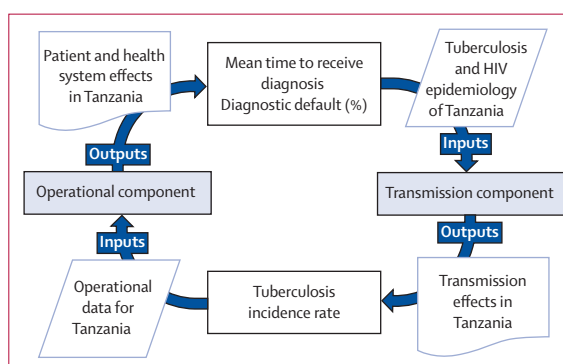 Patient and health
system effects
in Tanzania
Mean time to receive
diagnosis
Diagnostic default (%)
Tuberculosis
and HIV
epidemiology
of Tanzania
Outputs
Inputs
Operational component
Transmission component
Inputs
Outputs
Operational
data for
Tanzania
Tuberculosis
incidence rate
Transmission
effects in
Tanzania